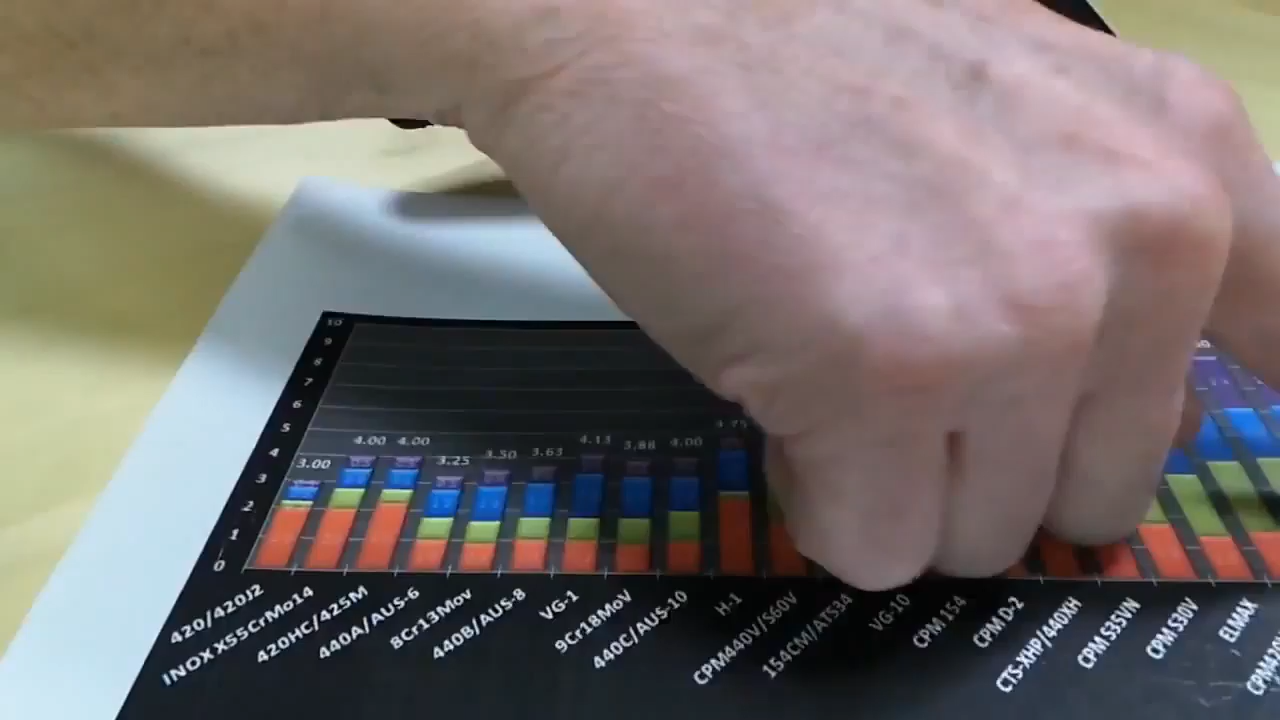 10
9
8
7
6
5
4
3
2
1
0
3.00
4.00
4.00
3.25
3.50
3.63
4.13
3.88
4.00
4.75
420/420J2
INOX X55CrMo14
420HC/425M
440A/AUS-6
8Cr13Mov
440B/AUS-8
VG-1
9Cr18MoV
440C/AUS-10
H-1
CPM440V/S60V
154CM/ATS34
VG-10
CPM 154
CPM D-2
CTS-XHP/440XH
CPM S35VN
CPM S30V
ELMAX